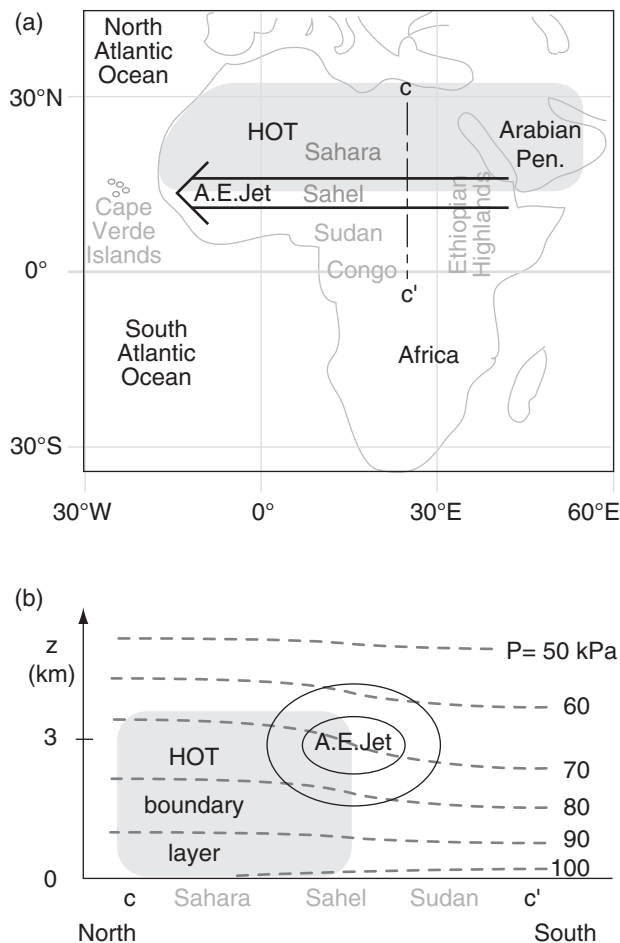 (a)
North
Atlantic
Ocean
30°N
c
HOT
Sahara
Arabian
Pen.
A.E.Jet
Sahel
Cape
Verde
Islands
Sudan
Ethiopian
Highlands
0°
Congo
c'
South
Atlantic
Ocean
Africa
30°S
30°W
0°
30°E
60°E
(b)
z
(km)
P= 50 kPa
60
3
HOT
A.E.Jet
70
boundary
80
layer
90
100
0
c
Sahara
Sahel
Sudan
c'
North
South